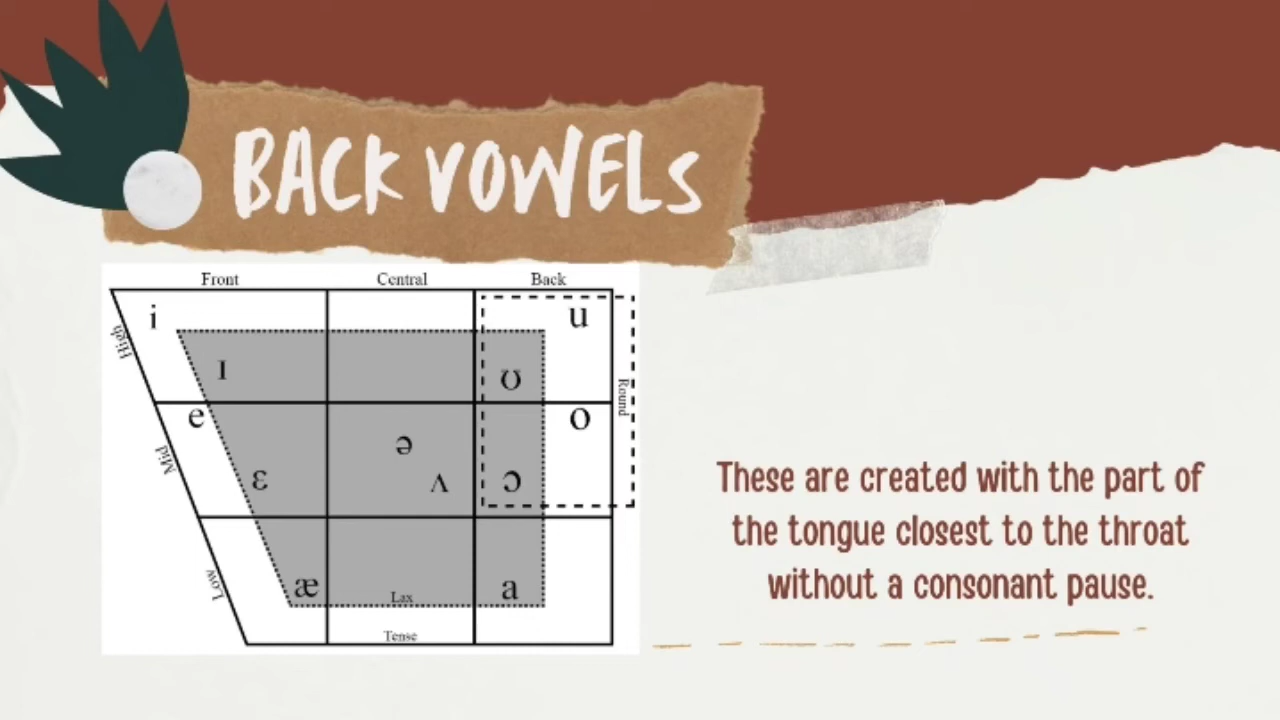 BACK VOWELS
Front Central Back
i u
High
ɪ ʊ
Round
e o
Mid
ə
ɛ ʌ ɔ
Low
æ a
Lax
Tense
These are created with the part of
the tongue closest to the throat
without a consonant pause.